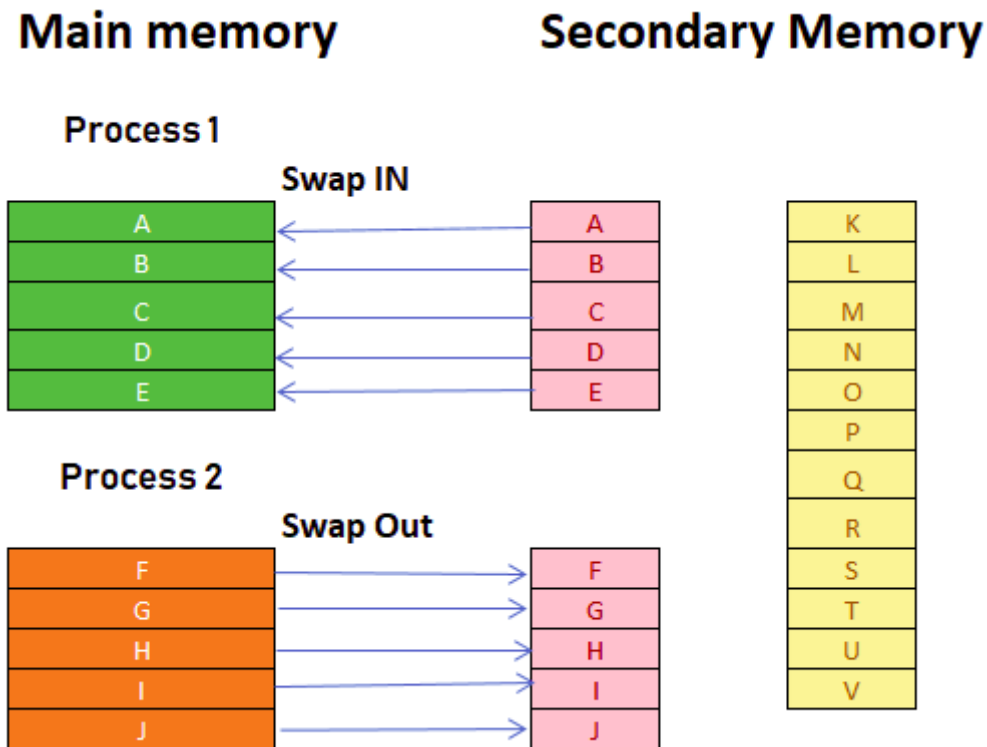 Main memory
Secondary Memory
Process 1
Swap IN
A
B
C
D
E
A
B
C
D
E
Process 2
Swap Out
F
G
H
I
J
F
G
H
I
J
K
L
M
N
O
P
Q
R
S
T
U
V